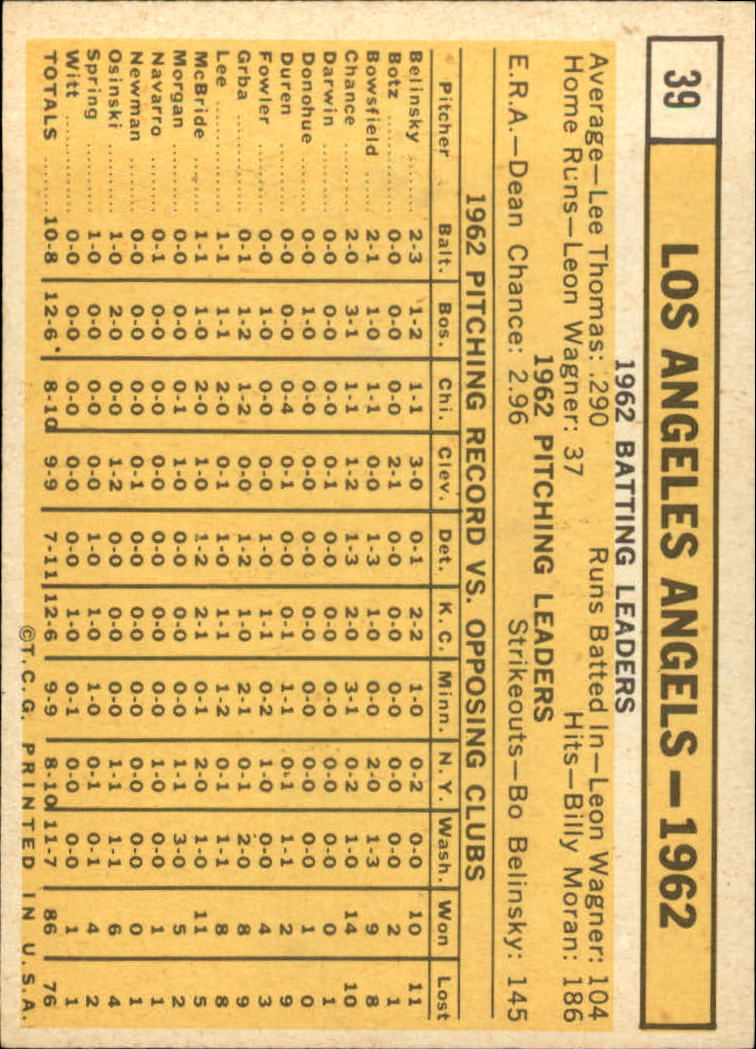 39 LOS ANGELES ANGELS—1962
1962 BATTING LEADERS
Average—Lee Thomas: .290 Runs Batted In—Leon Wagner: 104
Home Runs—Leon Wagner: 37 Hits—Billy Moran: 186
1962 PITCHING LEADERS
E.R.A.—Dean Chance: 2.96 Strikeouts—Bo Belinsky: 145
1962 PITCHING RECORD VS. OPPOSING CLUBS
Pitcher Balt. Bos. Chi. Clev. Det. K. C. Minn. N. Y. Wash. Won Lost
Belinsky 2-3 1-2 1-1 3-0 0-1 2-2 1-0 0-2 0-0 10 11
Botz 0-0 0-0 0-0 2-1 0-0 0-0 0-0 0-0 0-0 2 1
Bowsfield 2-1 1-0 1-1 0-0 1-3 1-0 0-0 2-0 1-3 9 8
Chance 2-0 3-1 1-1 1-2 1-3 2-0 3-1 0-2 1-0 14 10
Darwin 0-0 0-0 0-0 0-1 0-0 0-0 0-0 0-0 0-0 0 1
Donohue 0-0 1-0 0-0 0-0 0-0 0-0 0-0 0-0 0-0 1 0
Duren 0-0 0-0 0-4 0-1 0-0 0-1 1-1 0-1 1-1 2 9
Fowler 0-0 1-0 0-0 0-0 1-0 1-1 0-2 1-0 0-0 4 3
Grba 0-1 1-2 1-2 0-0 1-2 1-0 2-1 0-1 2-0 8 9
Lee 1-1 1-1 2-0 0-1 1-0 1-1 1-2 0-1 1-1 8 8
McBride 1-1 1-0 2-0 1-0 1-2 2-1 0-1 2-0 1-0 11 5
Morgan 0-0 0-0 0-1 1-0 0-0 0-0 0-0 1-1 3-0 5 2
Navarro 0-1 0-0 0-0 0-0 0-0 0-0 0-0 1-0 0-0 1 1
Newman 0-0 0-0 0-0 0-1 0-0 0-0 0-0 0-0 0-0 0 1
Osinski 1-0 2-0 0-0 1-2 0-0 0-0 0-0 1-1 1-1 6 4
Spring 1-0 0-0 0-0 0-0 1-0 1-0 1-0 0-1 0-1 4 2
Witt 0-0 0-0 0-0 0-0 0-0 1-0 0-1 0-0 0-0 1 1
TOTALS 10-8 12-6 8-10 9-9 7-11 12-6 9-9 8-10 11-7 86 76
©T.C.G. PRINTED IN U.S.A.